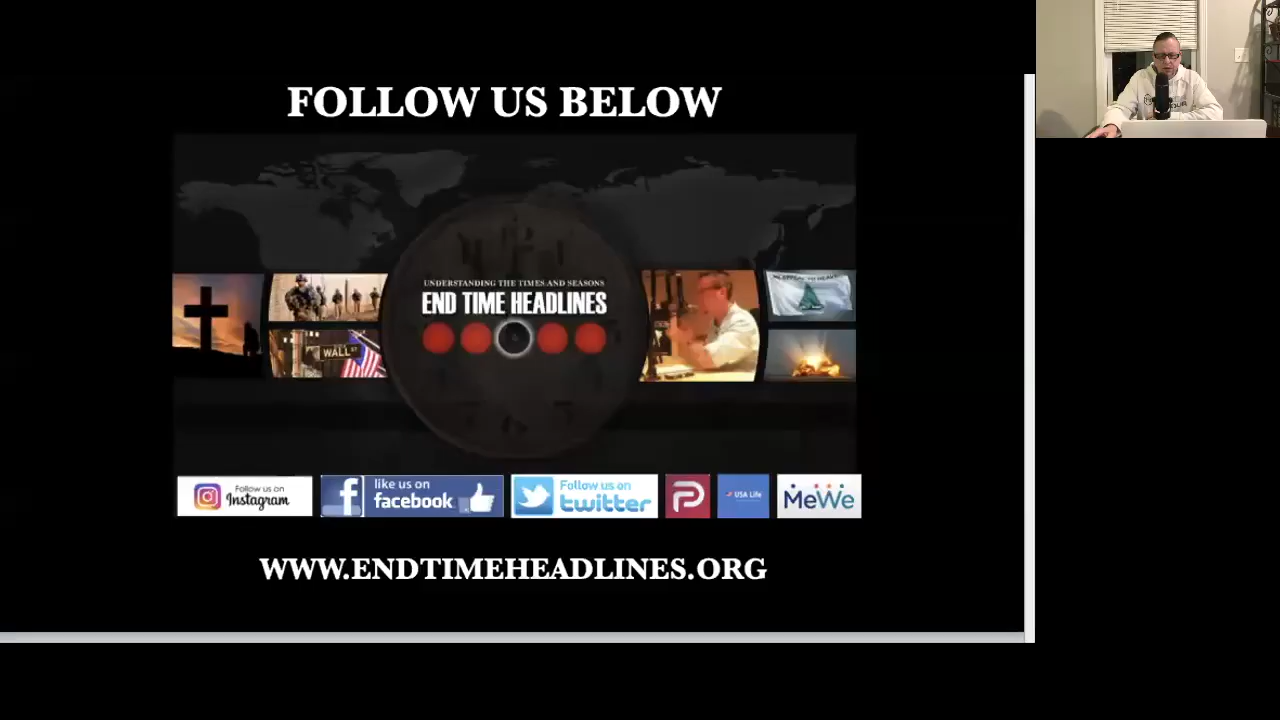 FOLLOW US BELOW
UNDERSTANDING THE TIMES AND SEASONS
END TIME HEADLINES
WALL ST
Follow us on
Instagram
like us on
facebook
Follow us on
twitter
USA Life
MeWe
WWW.ENDTIMEHEADLINES.ORG